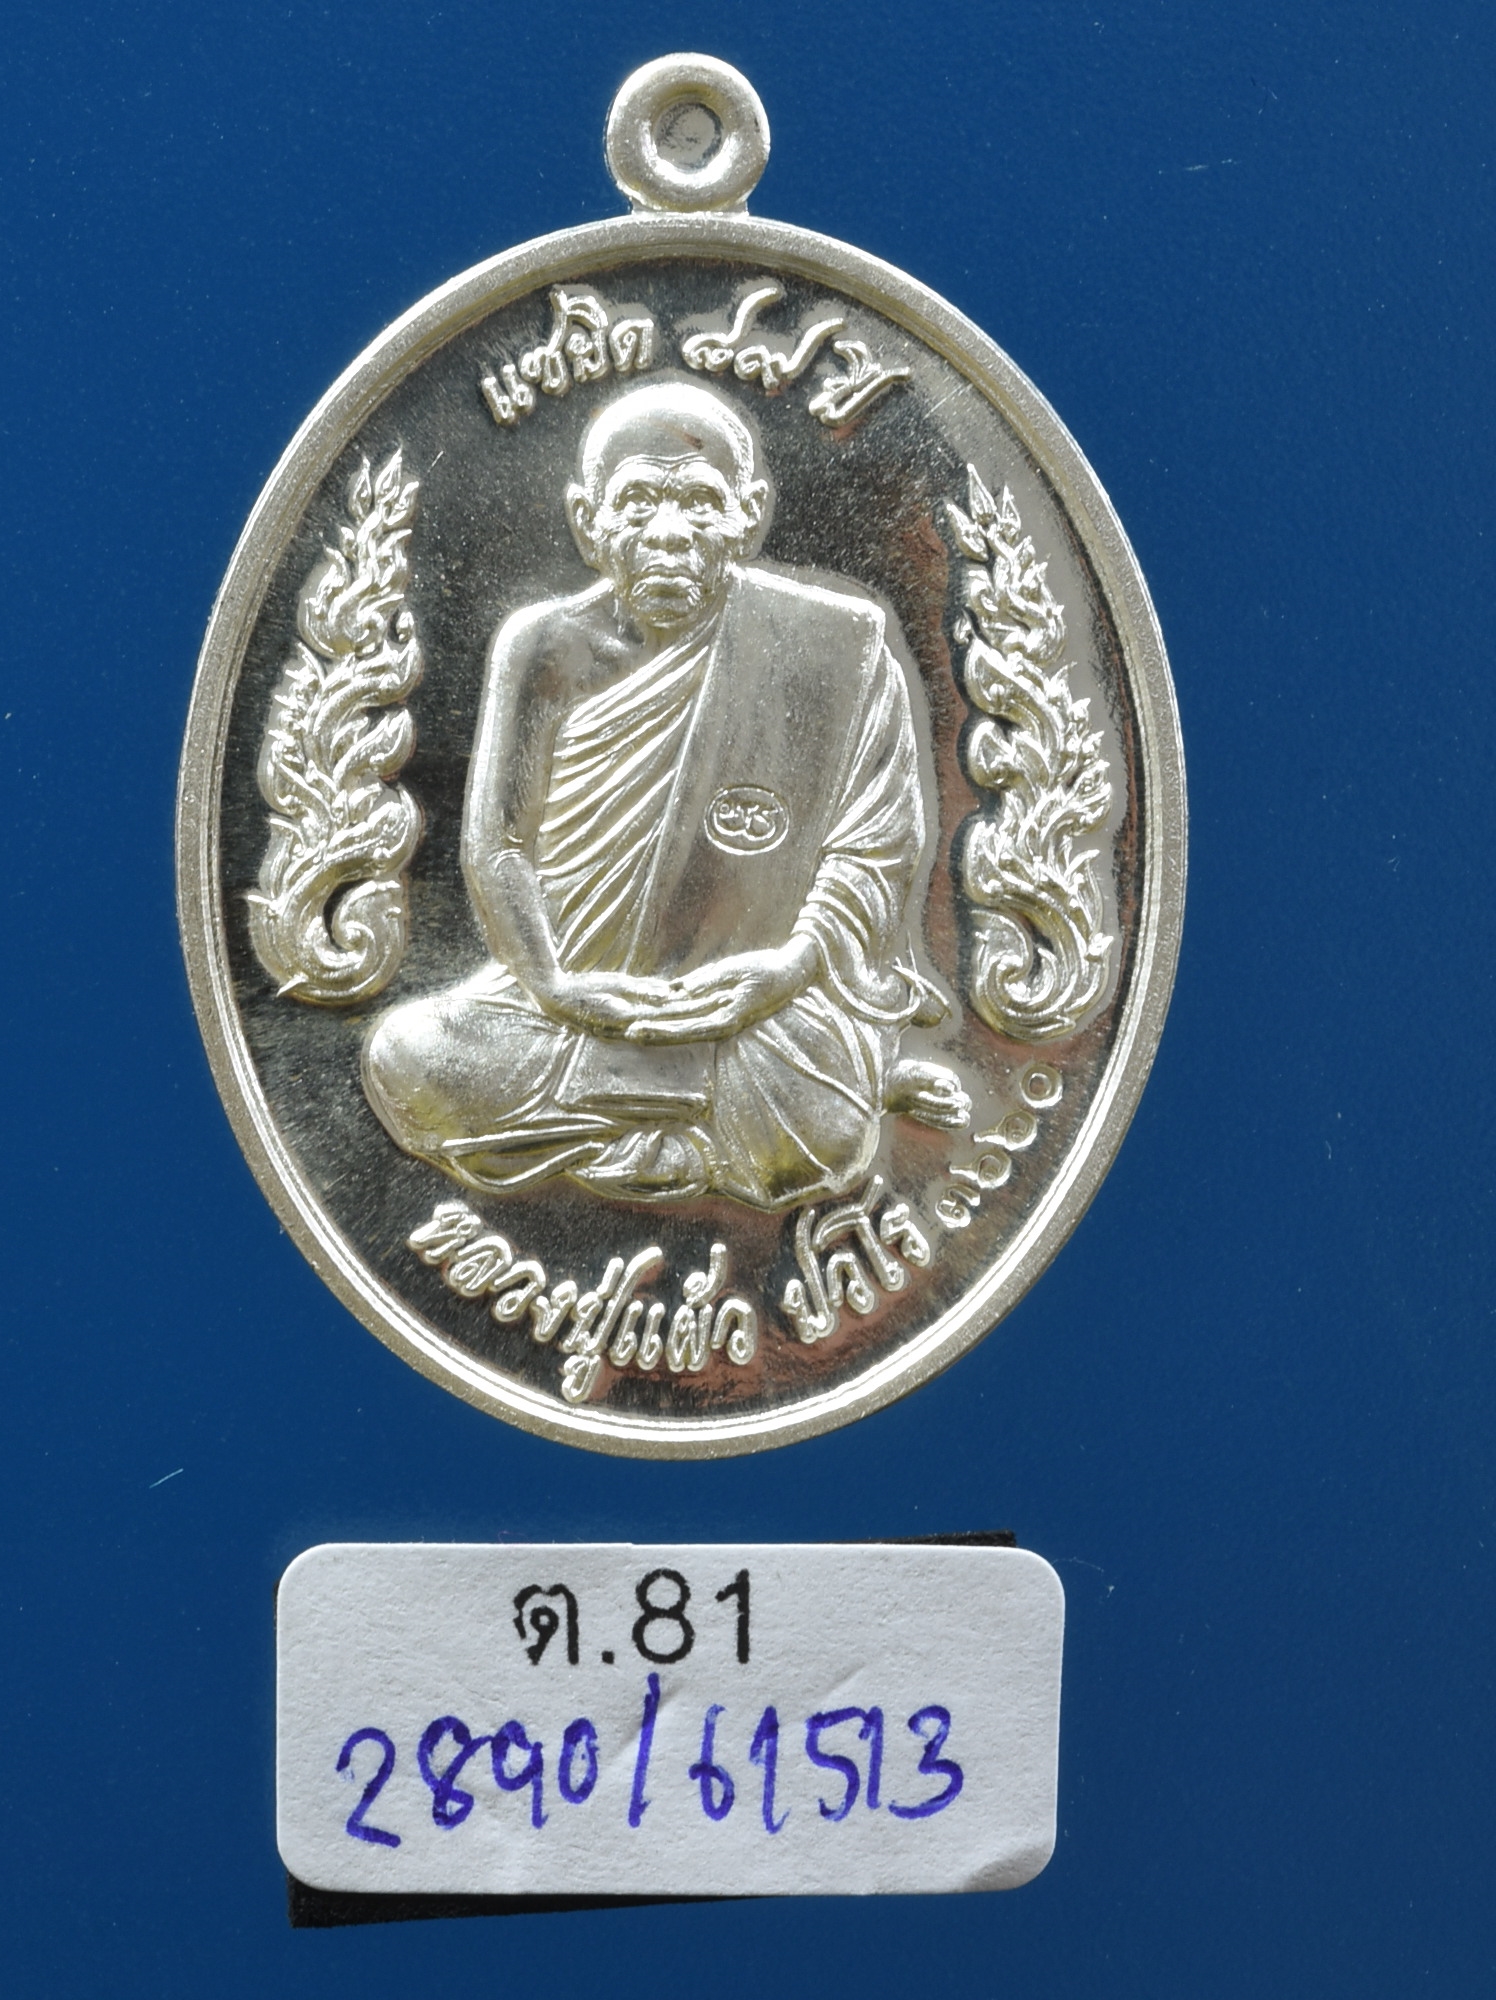 แซยิด ๘๙ ปี
หลวงปู่แผ้ว ปวโร ๓๖๖๐
ต.81
2890/61513